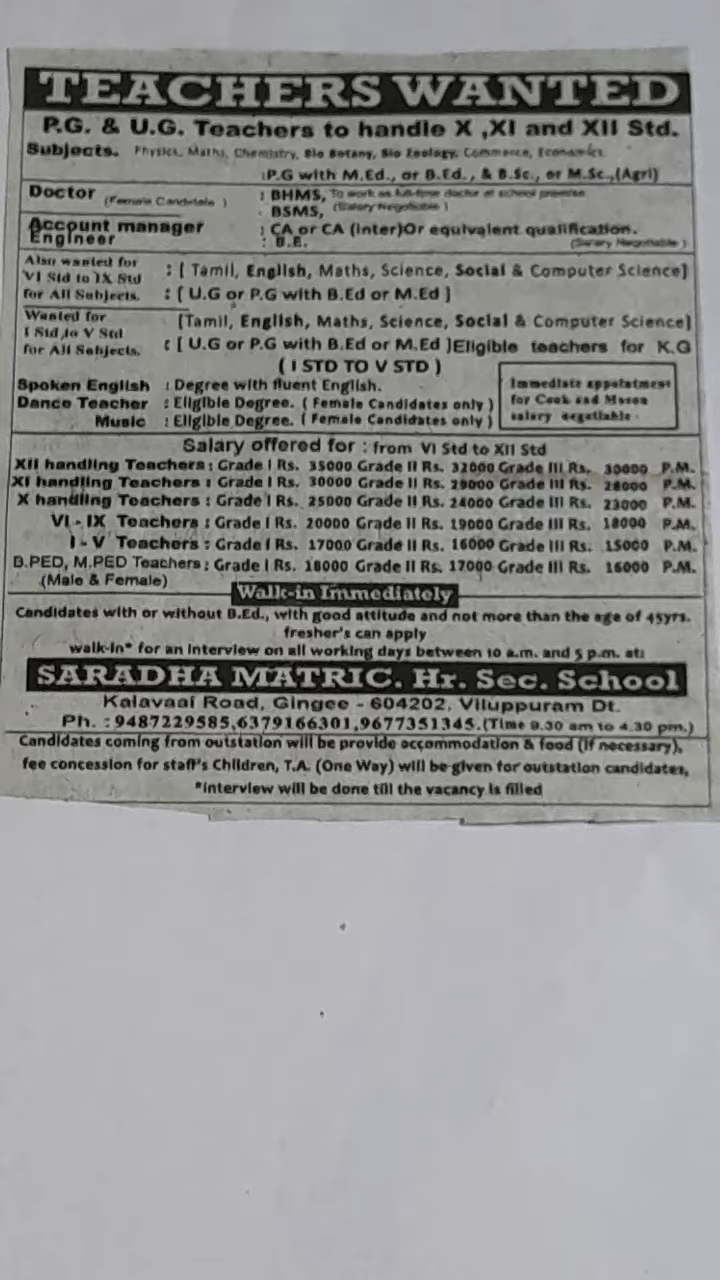 TEACHERS WANTED
P.G. & U.G. Teachers to handle X ,XI and XII Std.
Subjects. Physics, Maths, Chemistry, Bio Botany, Bio Zoology, Commerce, Economics
:P.G with M.Ed., or B.Ed., & B.Sc., or M.Sc.,(Agri)
Doctor (Female Candidate ) : BHMS, To work as full-time doctor at school premise
BSMS, (Salary Negotiable )
Account manager : CA or CA (Inter)Or equivalent qualification.
Engineer : B.E. (Salary Negotiable )
Also wanted for
VI Std to IX Std : [ Tamil, English, Maths, Science, Social & Computer Science]
for All Subjects. : [ U.G or P.G with B.Ed or M.Ed ]
Wanted for
I Std ,to V Std [Tamil, English, Maths, Science, Social & Computer Science]
for All Subjects. : [ U.G or P.G with B.Ed or M.Ed ]Eligible teachers for K.G
( I STD TO V STD )
Spoken English : Degree with fluent English.
Dance Teacher : Eligible Degree. ( Female Candidates only )
Music : Eligible Degree. ( Female Candidates only )
Immediate appointment
for Cook and Mason
salary negotiable
Salary offered for : from VI Std to XII Std
XII handling Teachers : Grade I Rs. 35000 Grade II Rs. 32000 Grade III Rs. 30000 P.M.
XI handling Teachers : Grade I Rs. 30000 Grade II Rs. 29000 Grade III Rs. 28000 P.M.
X handling Teachers : Grade I Rs. 25000 Grade II Rs. 24000 Grade III Rs. 23000 P.M.
VI - IX Teachers : Grade I Rs. 20000 Grade II Rs. 19000 Grade III Rs. 18000 P.M.
I - V Teachers : Grade I Rs. 17000 Grade II Rs. 16000 Grade III Rs. 15000 P.M.
B.PED, M.PED Teachers : Grade I Rs. 18000 Grade II Rs. 17000 Grade III Rs. 16000 P.M.
(Male & Female)
Walk-in Immediately
Candidates with or without B.Ed., with good attitude and not more than the age of 45yrs.
fresher's can apply
walk-in* for an interview on all working days between 10 a.m. and 5 p.m. at:
SARADHA MATRIC. Hr. Sec. School
Kalavaai Road, Gingee - 604202, Viluppuram Dt.
Ph. : 9487229585,6379166301,9677351345.(Time 9.30 am to 4.30 pm.)
Candidates coming from outstation will be provide accommodation & food (if necessary),
fee concession for staff's Children, T.A. (One Way) will be given for outstation candidates,
*interview will be done till the vacancy is filled